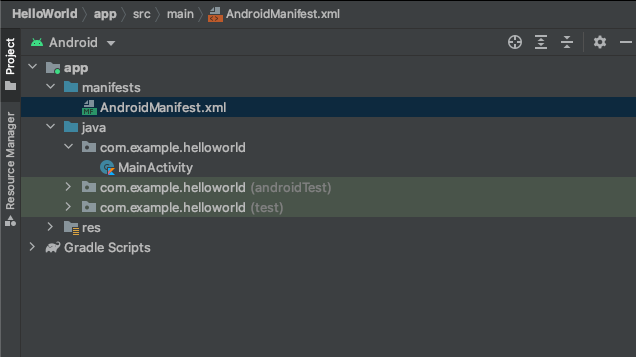 HelloWorld app src main AndroidManifest.xml
Project
Resource Manager
Android
app
manifests
MF AndroidManifest.xml
java
com.example.helloworld
MainActivity
com.example.helloworld (androidTest)
com.example.helloworld (test)
res
Gradle Scripts